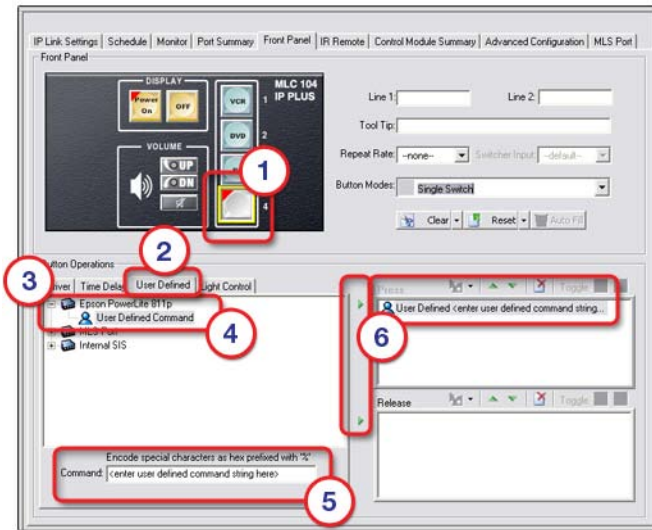 IP Link Settings Schedule Monitor Port Summary Front Panel IR Remote Control Module Summary Advanced Configuration MLS Port
Front Panel
DISPLAY
Power On OFF
VCR 1
MLC 104
IP PLUS
DVD 2
VOLUME
UP
DN
4
Line 1: Line 2:
Tool Tip:
Repeat Rate: --none-- Switcher Input: --default--
Button Modes: Single Switch
Clear Reset Auto Fill
1
2
3
4
5
6
Button Operations
Time Delay User Defined Light Control
Epson PowerLite 811p
User Defined Command
MLS Port
Internal SIS
Encode special characters as hex prefixed with '%'
Command: <enter user defined command string here>
Press Toggle
User Defined <enter user defined command string...
Release Toggle